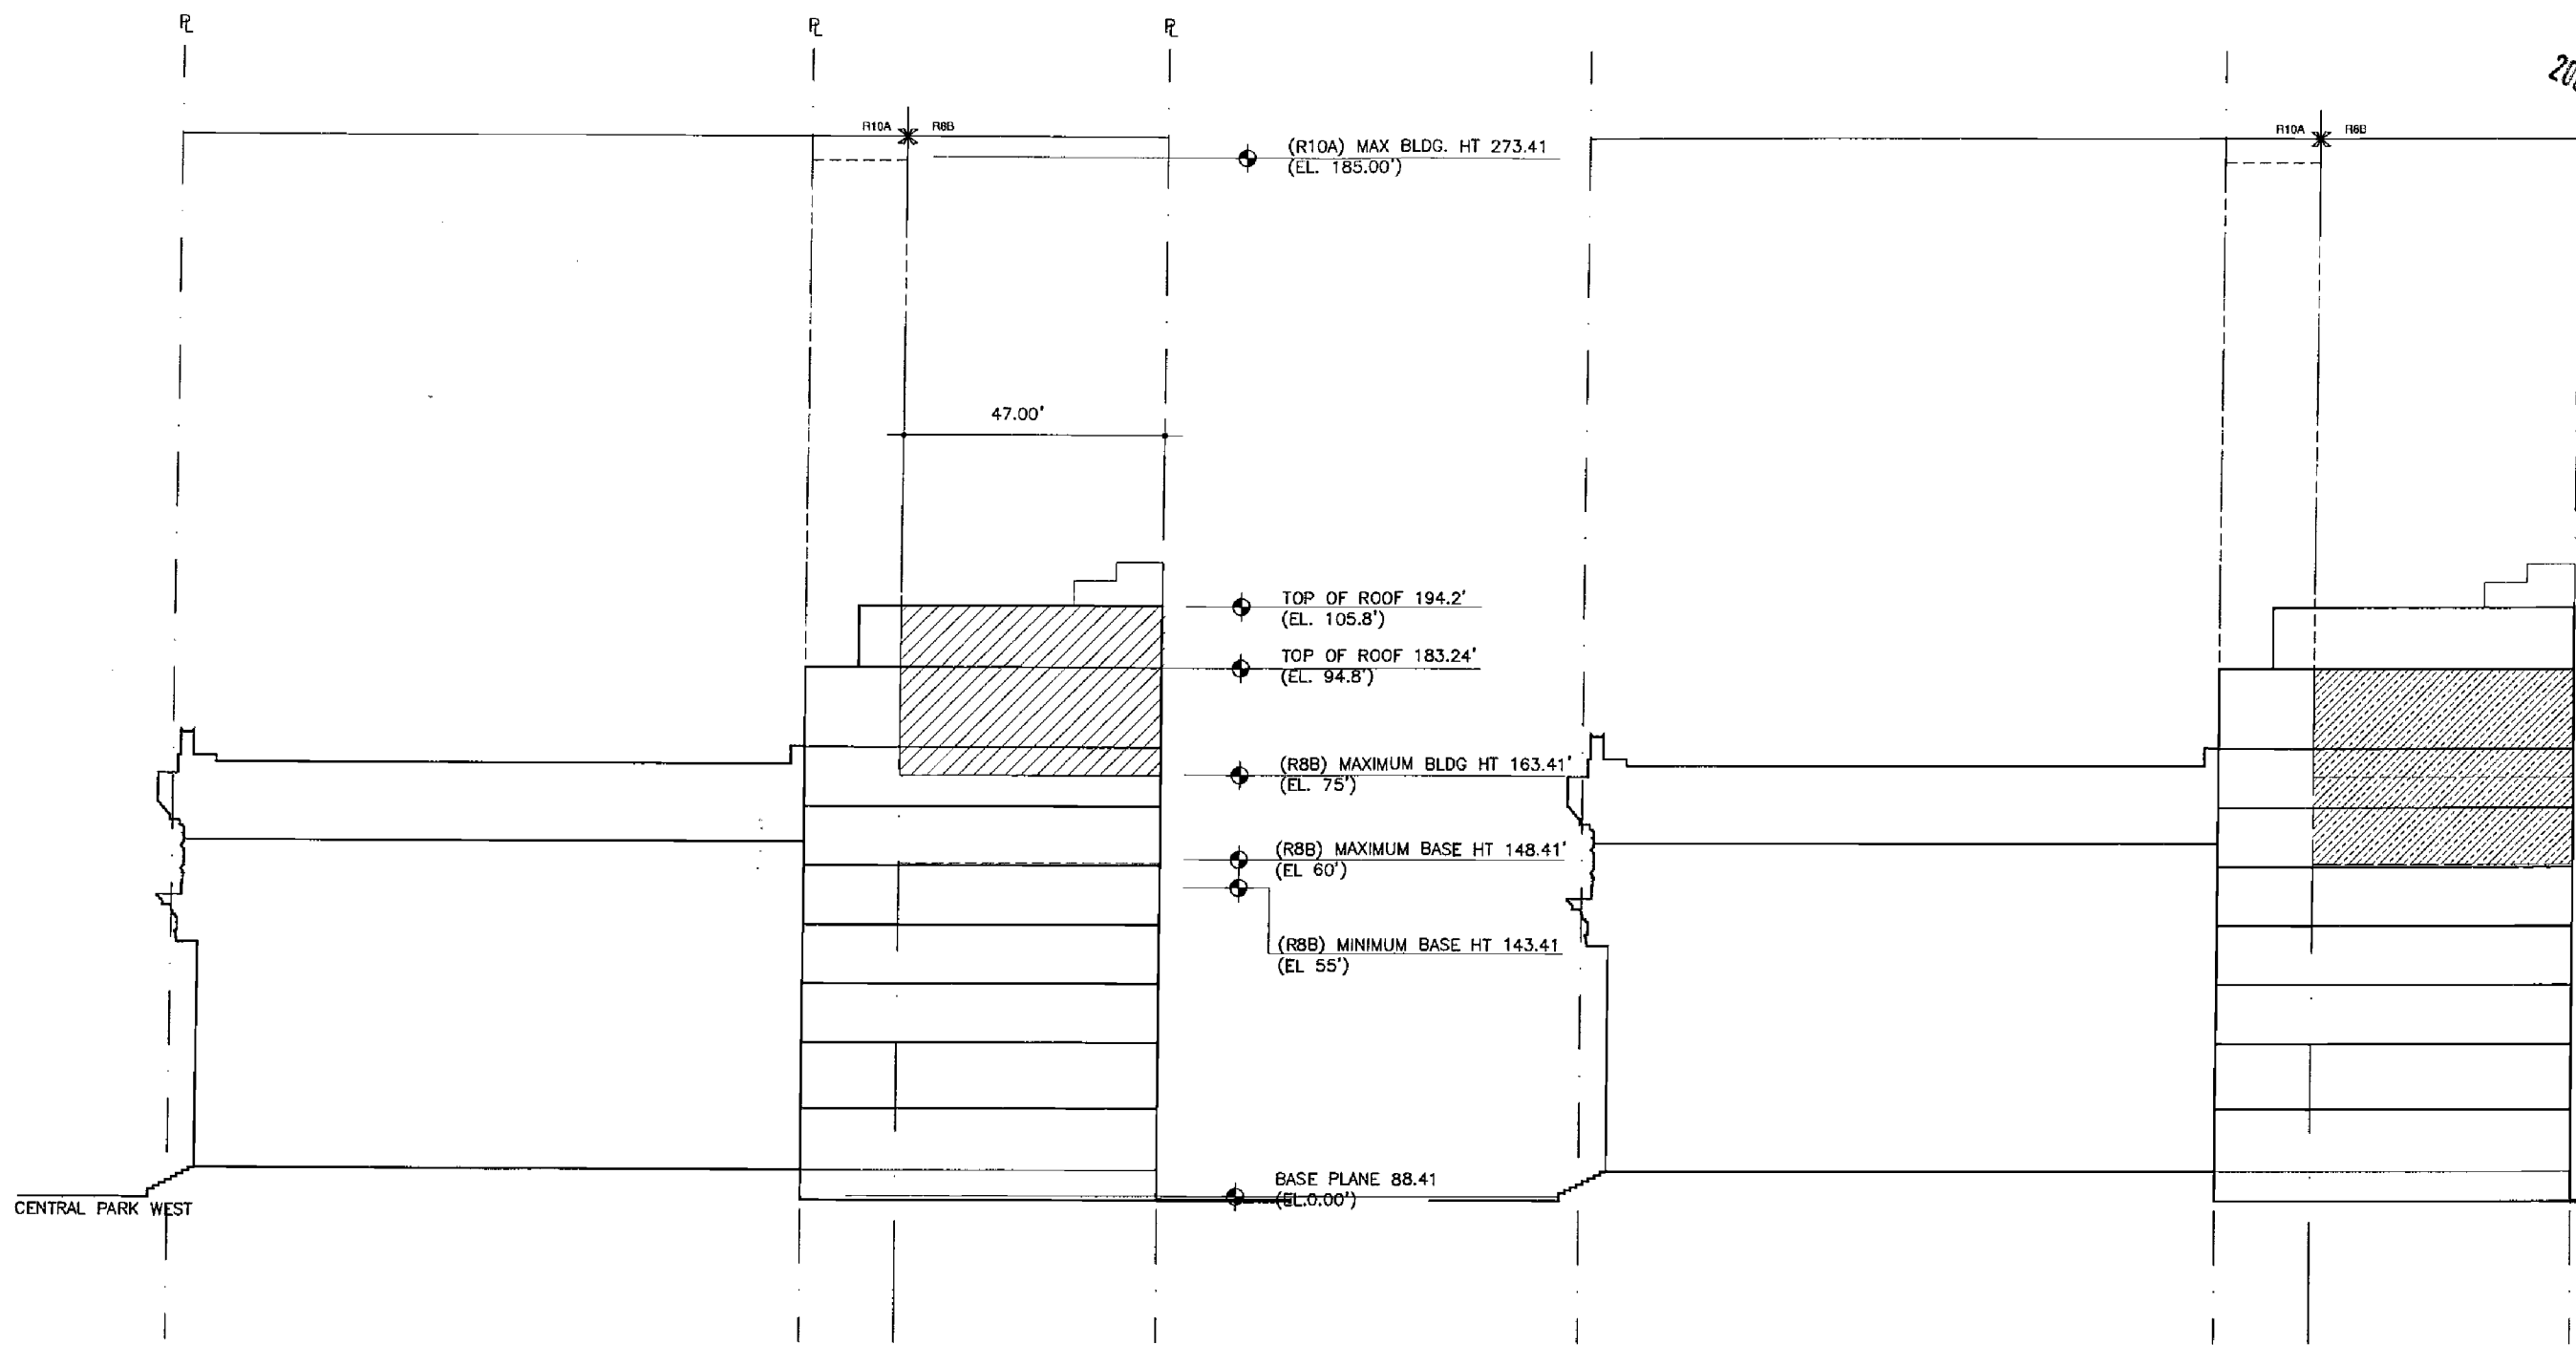 PL
PL
PL
R10A R8B
(R10A) MAX BLDG. HT 273.41
(EL. 185.00')
R10A R8B
47.00'
TOP OF ROOF 194.2'
(EL. 105.8')
TOP OF ROOF 183.24'
(EL. 94.8')
(R8B) MAXIMUM BLDG HT 163.41'
(EL. 75')
(R8B) MAXIMUM BASE HT 148.41'
(EL 60')
(R8B) MINIMUM BASE HT 143.41
(EL 55')
BASE PLANE 88.41
(EL.0.00')
CENTRAL PARK WEST